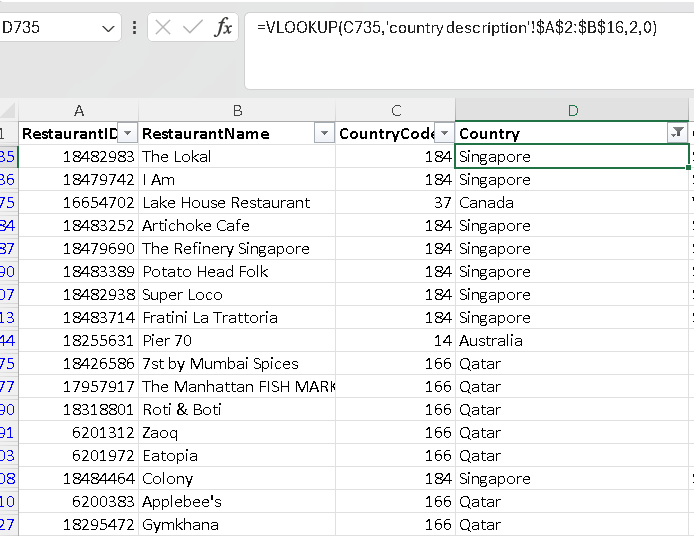 D735 fx =VLOOKUP(C735,'country description'!$A$2:$B$16,2,0)
A B C D
1 RestaurantID RestaurantName CountryCode Country
35 18482983 The Lokal 184 Singapore
36 18479742 I Am 184 Singapore
75 16654702 Lake House Restaurant 37 Canada
84 18483252 Artichoke Cafe 184 Singapore
87 18479690 The Refinery Singapore 184 Singapore
90 18483389 Potato Head Folk 184 Singapore
07 18482938 Super Loco 184 Singapore
13 18483714 Fratini La Trattoria 184 Singapore
44 18255631 Pier 70 14 Australia
75 18426586 7st by Mumbai Spices 166 Qatar
77 17957917 The Manhattan FISH MARK 166 Qatar
90 18318801 Roti & Boti 166 Qatar
91 6201312 Zaoq 166 Qatar
03 6201972 Eatopia 166 Qatar
08 18484464 Colony 184 Singapore
10 6200383 Applebee's 166 Qatar
27 18295472 Gymkhana 166 Qatar